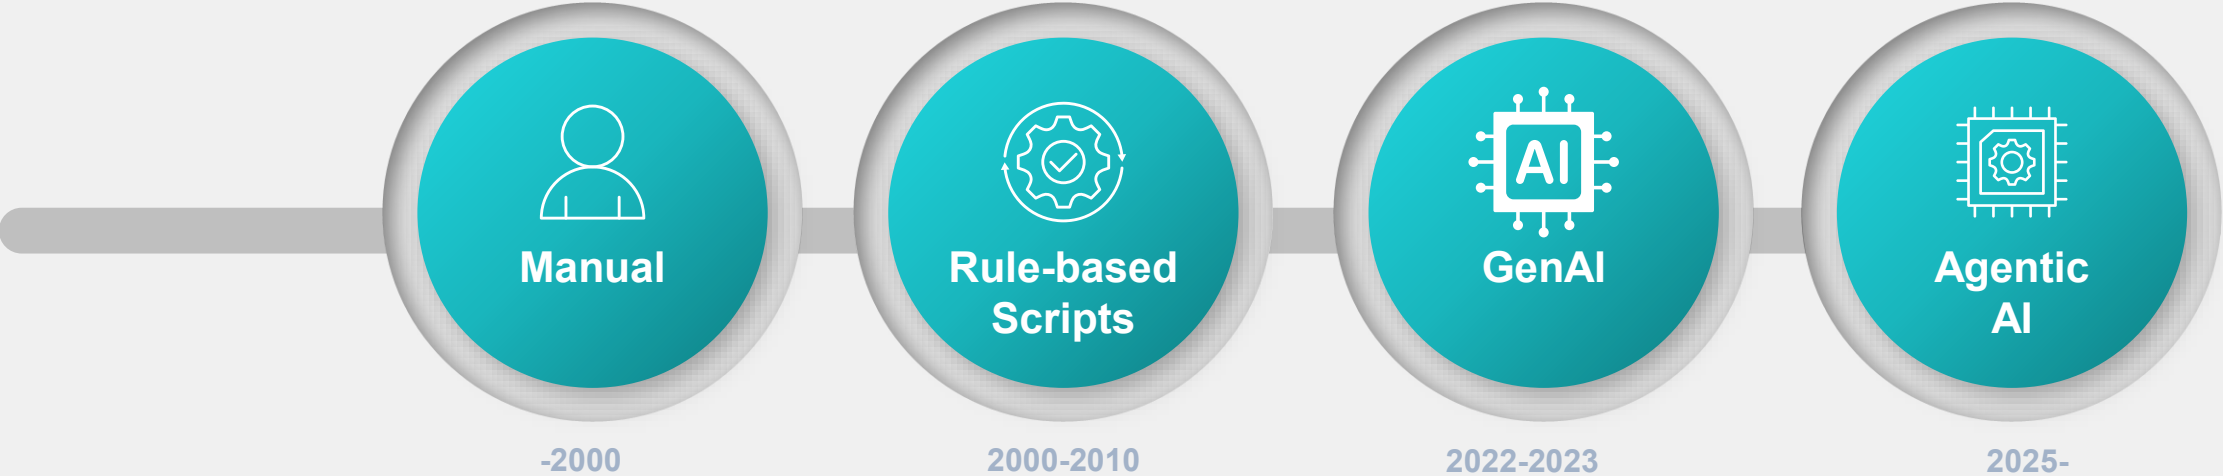 AI
Manual
Rule-based
Scripts
GenAI
Agentic
AI
-2000
2000-2010
2022-2023
2025-